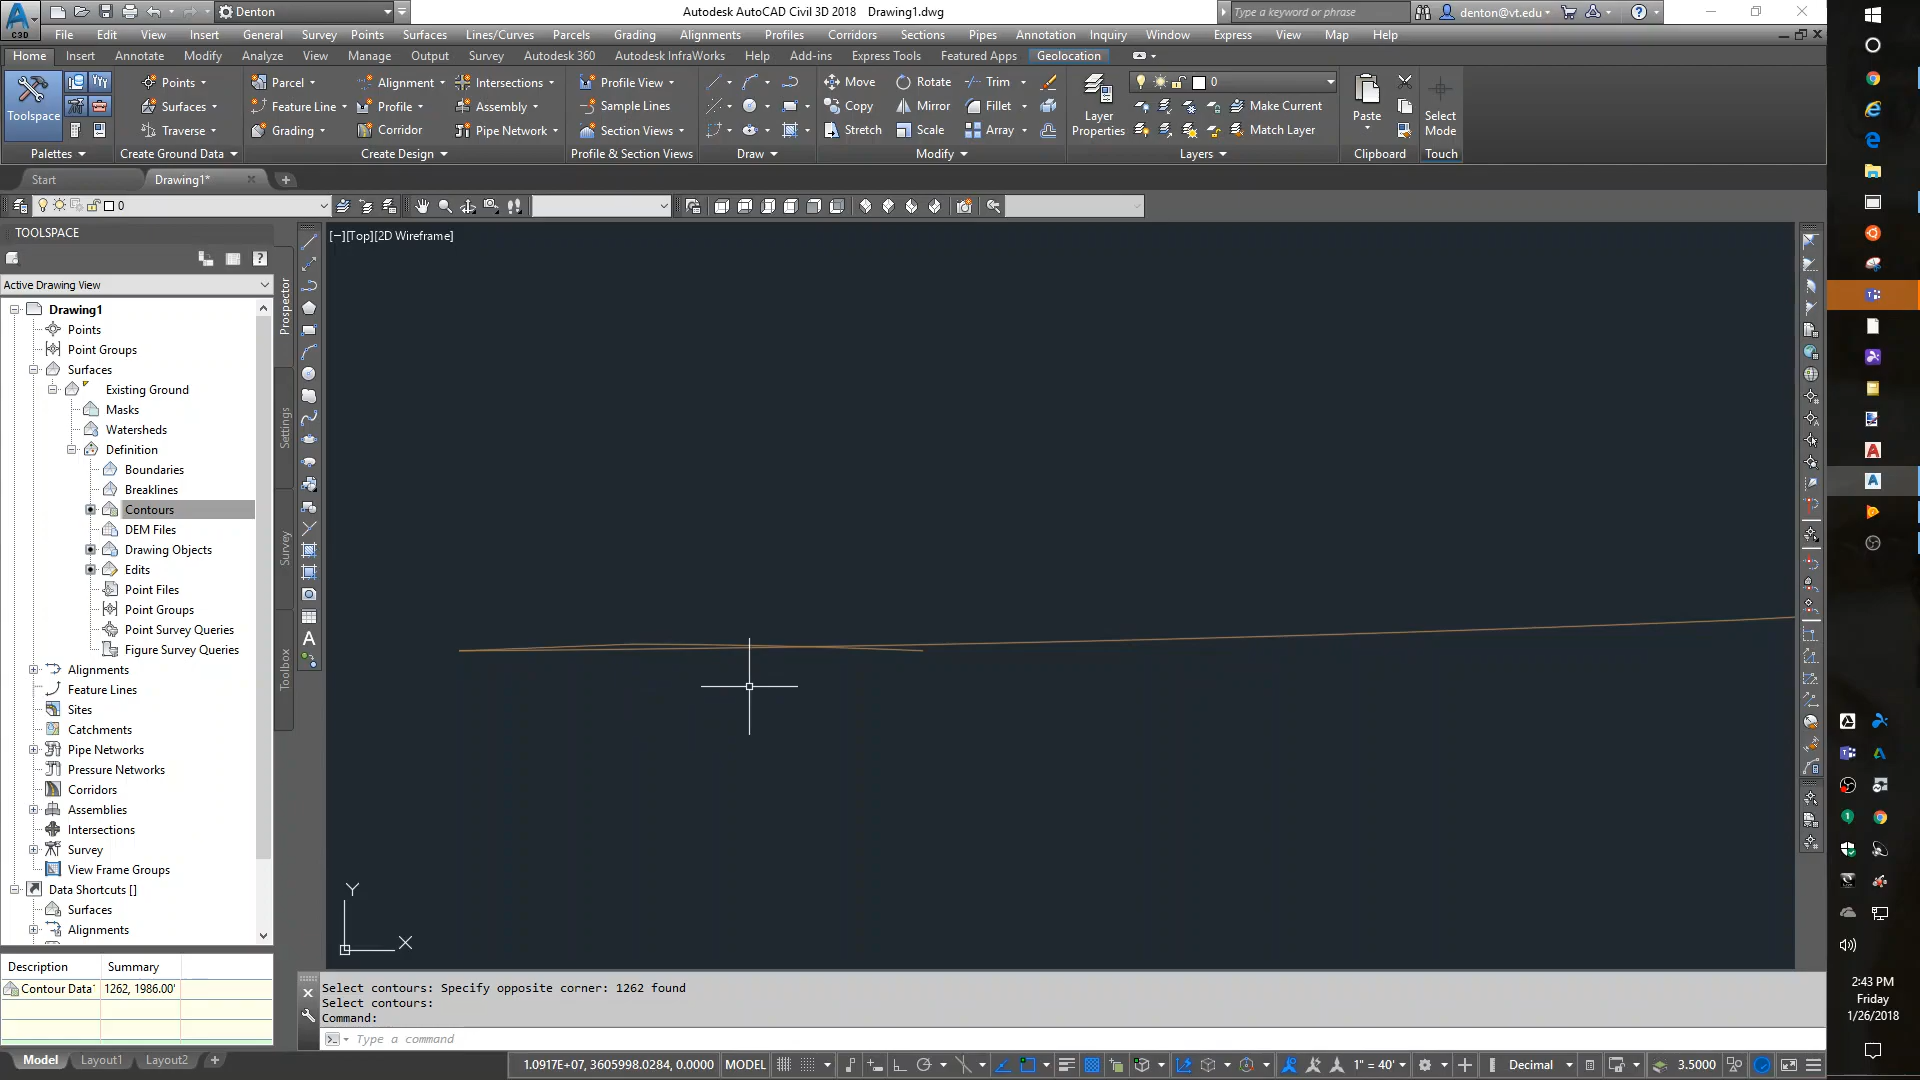 Denton
Autodesk AutoCAD Civil 3D 2018 Drawing1.dwg
Type a keyword or phrase
denton@vt.edu
C3D
File Edit View Insert General Survey Points Surfaces Lines/Curves Parcels Grading Alignments Profiles Corridors Sections Pipes Annotation Inquiry Window Express View Map Help
Home Insert Annotate Modify Analyze View Manage Output Survey Autodesk 360 Autodesk InfraWorks Help Add-ins Express Tools Featured Apps Geolocation
Toolspace
Points
Surfaces
Traverse
Parcel
Feature Line
Grading
Alignment
Profile
Corridor
Intersections
Assembly
Pipe Network
Profile View
Sample Lines
Section Views
Move
Copy
Stretch
Rotate
Mirror
Scale
Trim
Fillet
Array
Layer
Properties
0
Make Current
Match Layer
Paste
Select
Mode
Palettes Create Ground Data Create Design Profile & Section Views Draw Modify Layers Clipboard Touch
Start Drawing1*
0
TOOLSPACE
[−][Top][2D Wireframe]
Active Drawing View
Drawing1
Points
Point Groups
Surfaces
Existing Ground
Masks
Watersheds
Definition
Boundaries
Breaklines
Contours
DEM Files
Drawing Objects
Edits
Point Files
Point Groups
Point Survey Queries
Figure Survey Queries
Alignments
Feature Lines
Sites
Catchments
Pipe Networks
Pressure Networks
Corridors
Assemblies
Intersections
Survey
View Frame Groups
Data Shortcuts []
Surfaces
Alignments
Prospector
Settings
Survey
Toolbox
A
Y
X
Description Summary
Contour Data 1262, 1986.00'
Select contours: Specify opposite corner: 1262 found
Select contours:
Command:
Type a command
Model Layout1 Layout2 +
1.0917E+07, 3605998.0284, 0.0000 MODEL
1" = 40'
Decimal
3.5000
2:43 PM
Friday
1/26/2018